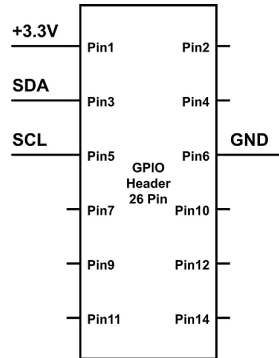 +3.3V
Pin1 Pin2
SDA
Pin3 Pin4
SCL GND
Pin5 Pin6
GPIO
Header
26 Pin
Pin7 Pin10
Pin9 Pin12
Pin11 Pin14